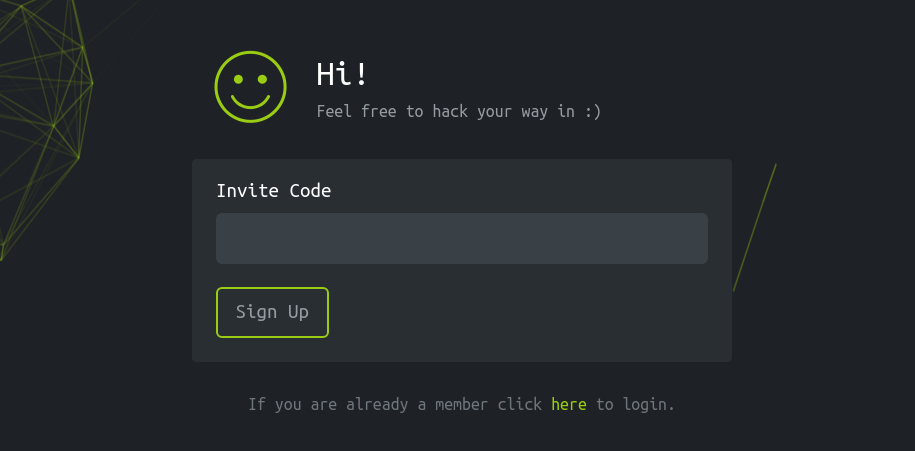 Hi!
Feel free to hack your way in :)
Invite Code
Sign Up
If you are already a member click here to login.